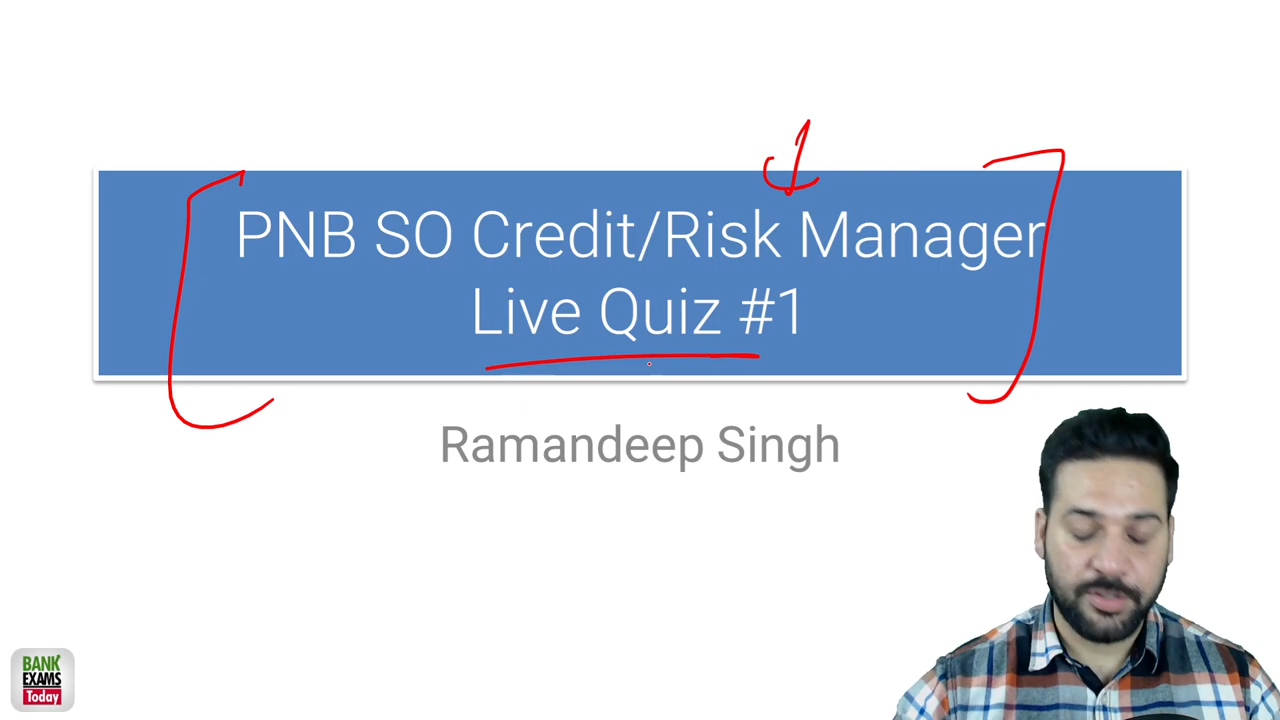 PNB SO Credit/Risk Manager
Live Quiz #1
Ramandeep Singh
BANK
EXAMS
Today